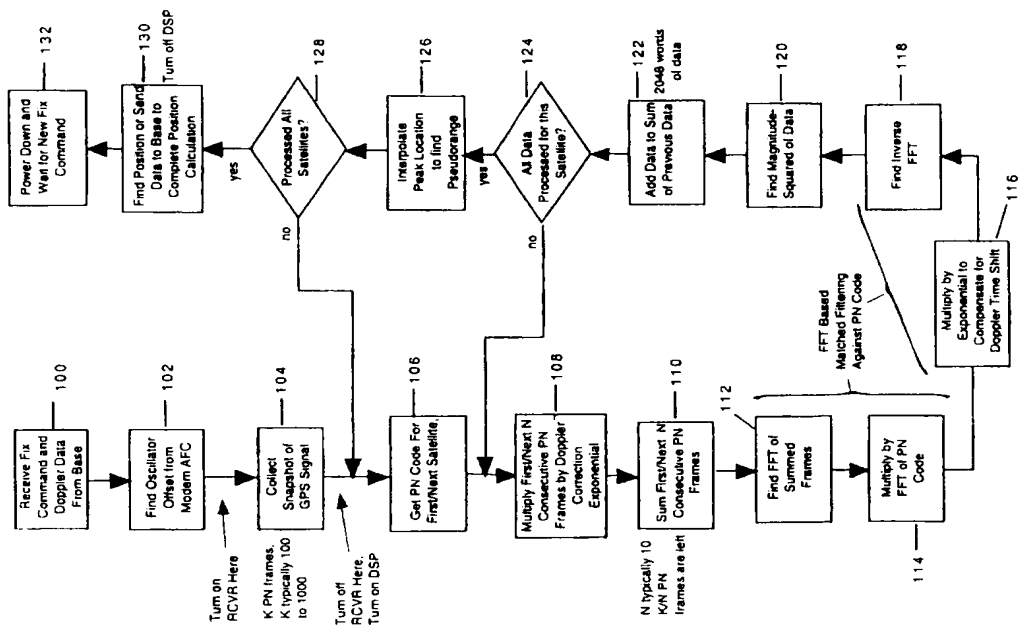 Receive Fix
Command and
Doppler Data
From Base
100
Find Oscillator
Offset from
Modem AFC
102
Turn on
RCVR Here
Collect
Snapshot of
GPS Signal
104
K PN frames,
K typically 100
to 1000
Turn off
RCVR Here,
Turn on DSP
Get PN Code For
First/Next Satellite,
106
Multiply First/Next N
Consecutive PN
Frames by Doppler
Correction
Exponential
108
Sum First/Next N
Consecutive PN
Frames
110
N typically 10
K/N PN
frames are left
112
Find FFT of
Summed
Frames
Multiply by
FFT of PN
Code
114
FFT Based
Matched Filtering
Against PN Code
Multiply by
Exponential to
Compensate for
Doppler Time Shift
116
Find Inverse
FFT
118
Find Magnitude-
Squared of Data
120
Add Data to Sum
of Previous Data
122
2048 words
of data
All Data
Processed for this
Satellite?
124
no
yes
Interpolate
Peak Location
to find
Pseudorange
126
Processed All
Satellites?
128
no
yes
Find Position or Send
Data to Base to
Complete Position
Calculation
130
Turn off DSP
Power Down and
Wait for New Fix
Command
132